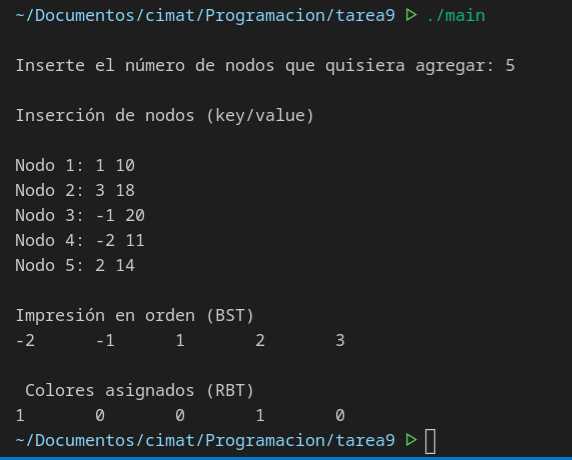 ~/Documentos/cimat/Programacion/tarea9 ▷ ./main
Inserte el número de nodos que quisiera agregar: 5
Inserción de nodos (key/value)
Nodo 1: 1 10
Nodo 2: 3 18
Nodo 3: -1 20
Nodo 4: -2 11
Nodo 5: 2 14
Impresión en orden (BST)
-2 -1 1 2 3
Colores asignados (RBT)
1 0 0 1 0
~/Documentos/cimat/Programacion/tarea9 ▷